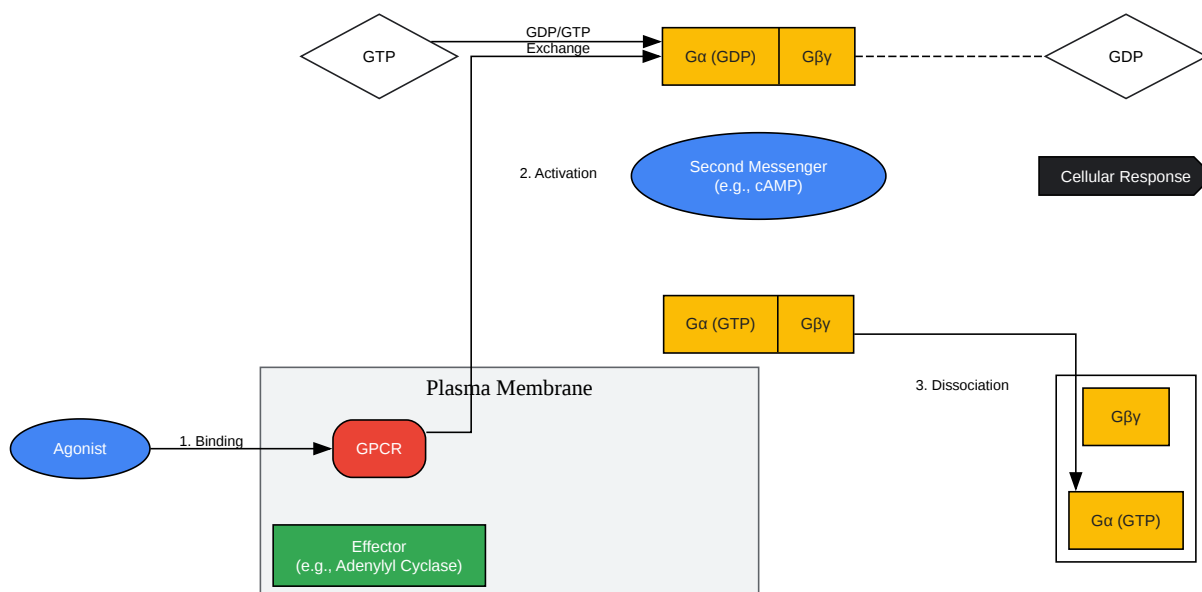 GTP
GDP/GTP
Exchange
Gα (GDP)
Gβγ
GDP
2. Activation
Second Messenger
(e.g., cAMP)
Cellular Response
Gα (GTP)
Gβγ
Plasma Membrane
3. Dissociation
Gβγ
Agonist
1. Binding
GPCR
Gα (GTP)
Effector
(e.g., Adenylyl Cyclase)